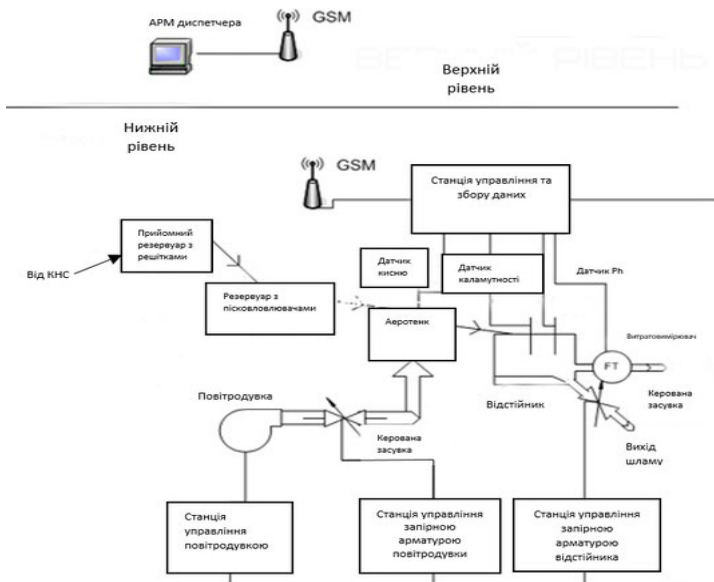 АРМ диспетчера
GSM
ВЕРХНІЙ РІВЕНЬ
Верхній
рівень
Нижній
рівень
GSM
Станція управління та
збору даних
Прийомний
резервуар з
решітками
Від КНС
Резервуар з
пісковловлювачами
Датчик
кисню
Датчик
каламутності
Датчик Ph
Аеротенк
Витратовимірювач
FT
Керована
засувка
Відстійник
Вихід
шламу
Повітродувка
Керована
засувка
Станція
управління
повітродувкою
Станція управління
запірною
арматурою
повітродувки
Станція управління
запірною
арматурою
відстійника